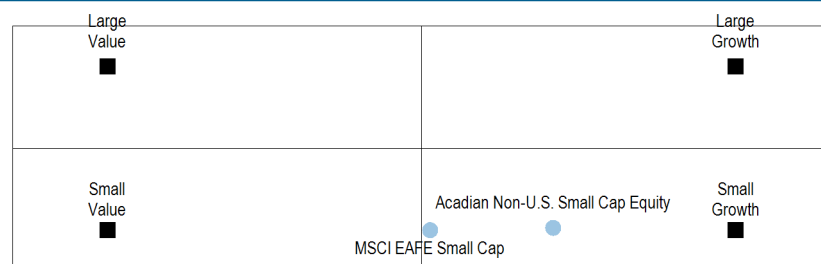 Large
Value
Large
Growth
Small
Value
Acadian Non-U.S. Small Cap Equity
Small
Growth
MSCI EAFE Small Cap